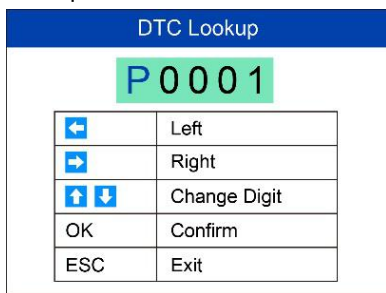 DTC Lookup
P0001
Left
Right
Change Digit
OK Confirm
ESC Exit